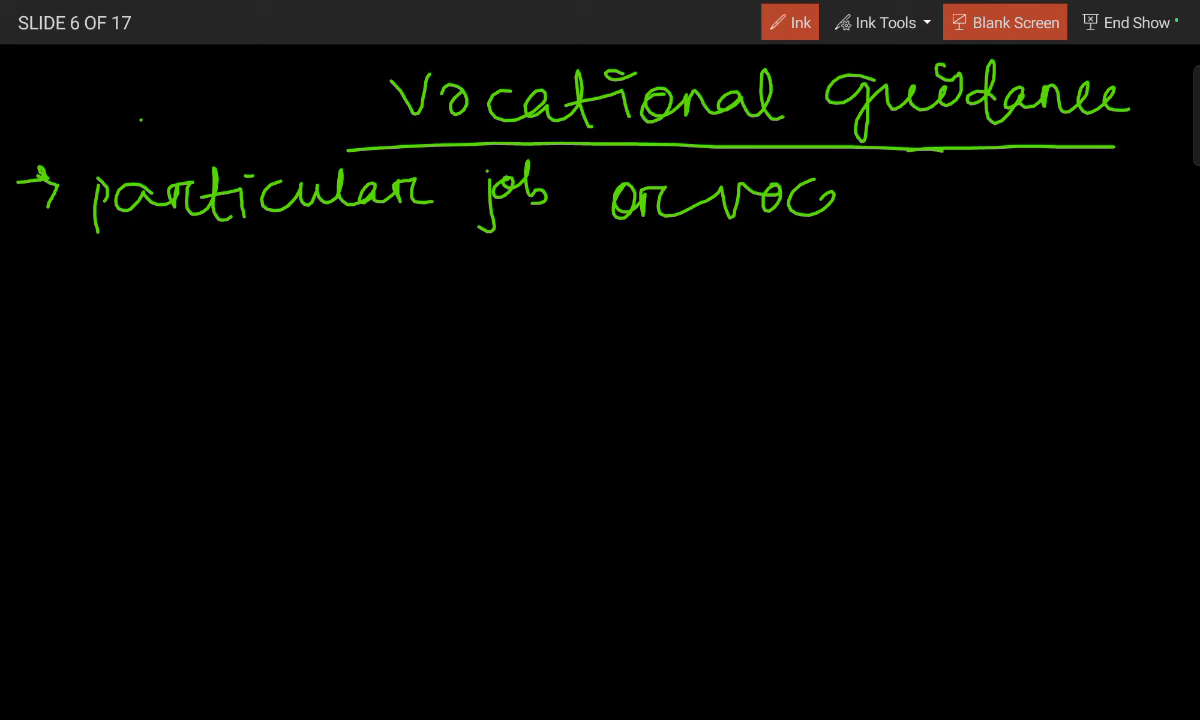 SLIDE 6 OF 17 Ink Ink Tools Blank Screen End Show
Vocational guidance
→ particular job or voc